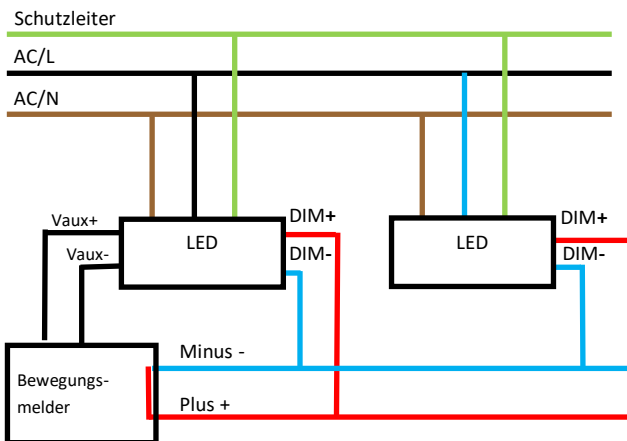 Schutzleiter
AC/L
AC/N
Vaux+
Vaux-
LED
DIM+
DIM-
LED
DIM+
DIM-
Minus -
Bewegungs-
melder
Plus +